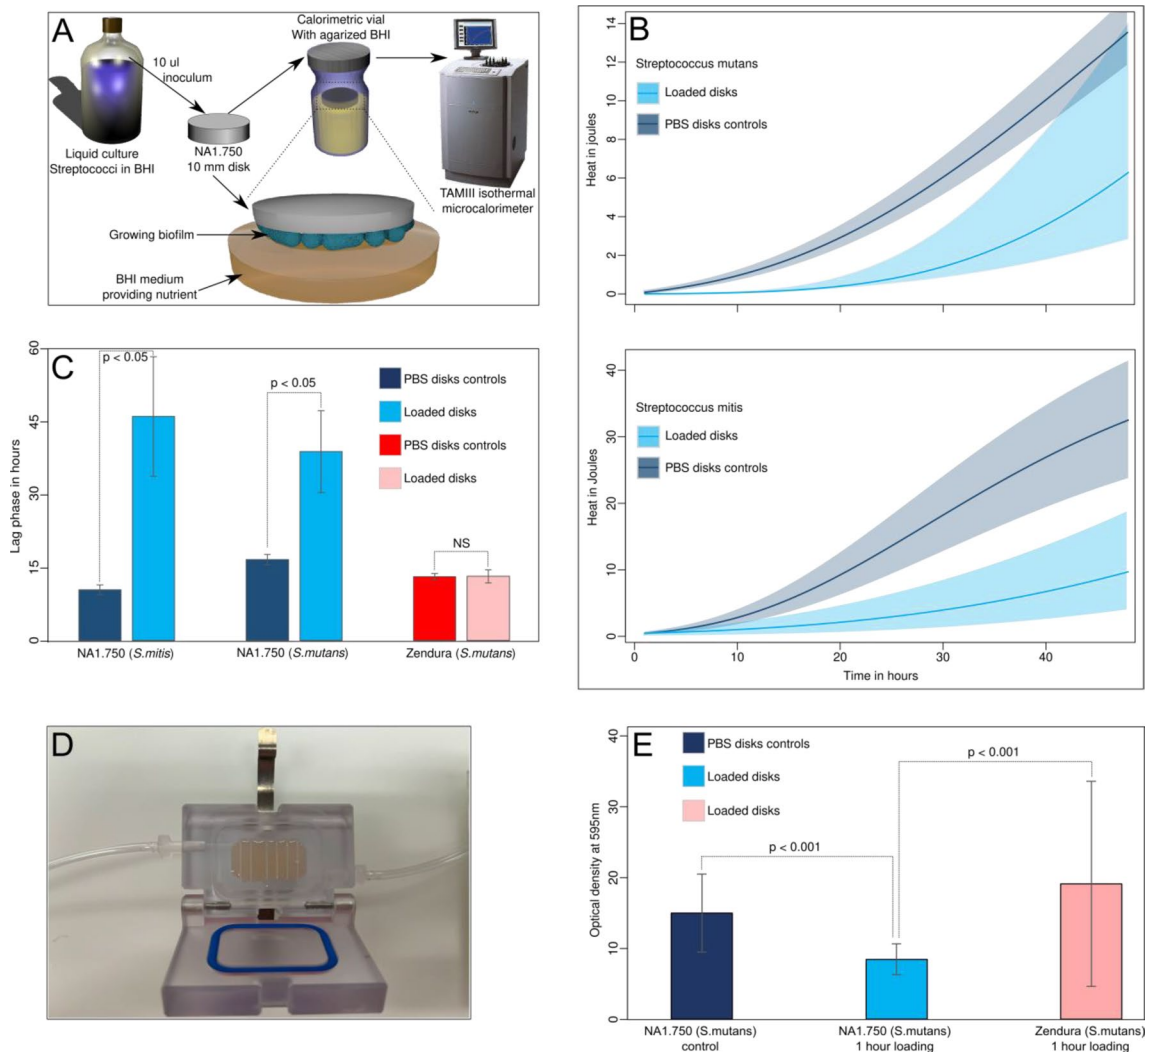 A
10 ul
inoculum
Liquid culture
Streptococci in BHI
NA1.750
10 mm disk
Calorimetric vial
With agarized BHI
TAMIII isothermal
microcalorimeter
Growing biofilm
BHI medium
providing nutrient
B
Streptococcus mutans
Loaded disks
PBS disks controls
Heat in joules
14
12
10
8
6
4
2
0
Streptococcus mitis
Loaded disks
PBS disks controls
Heat in Joules
40
30
20
10
0
0
10
20
30
40
Time in hours
C
Lag phase in hours
60
45
30
15
0
p < 0.05
p < 0.05
NS
PBS disks controls
Loaded disks
PBS disks controls
Loaded disks
NA1.750 (S.mitis)
NA1.750 (S.mutans)
Zendura (S.mutans)
D
E
Optical density at 595nm
40
30
20
10
0
PBS disks controls
Loaded disks
Loaded disks
p < 0.001
p < 0.001
NA1.750 (S.mutans)
control
NA1.750 (S.mutans)
1 hour loading
Zendura (S.mutans)
1 hour loading